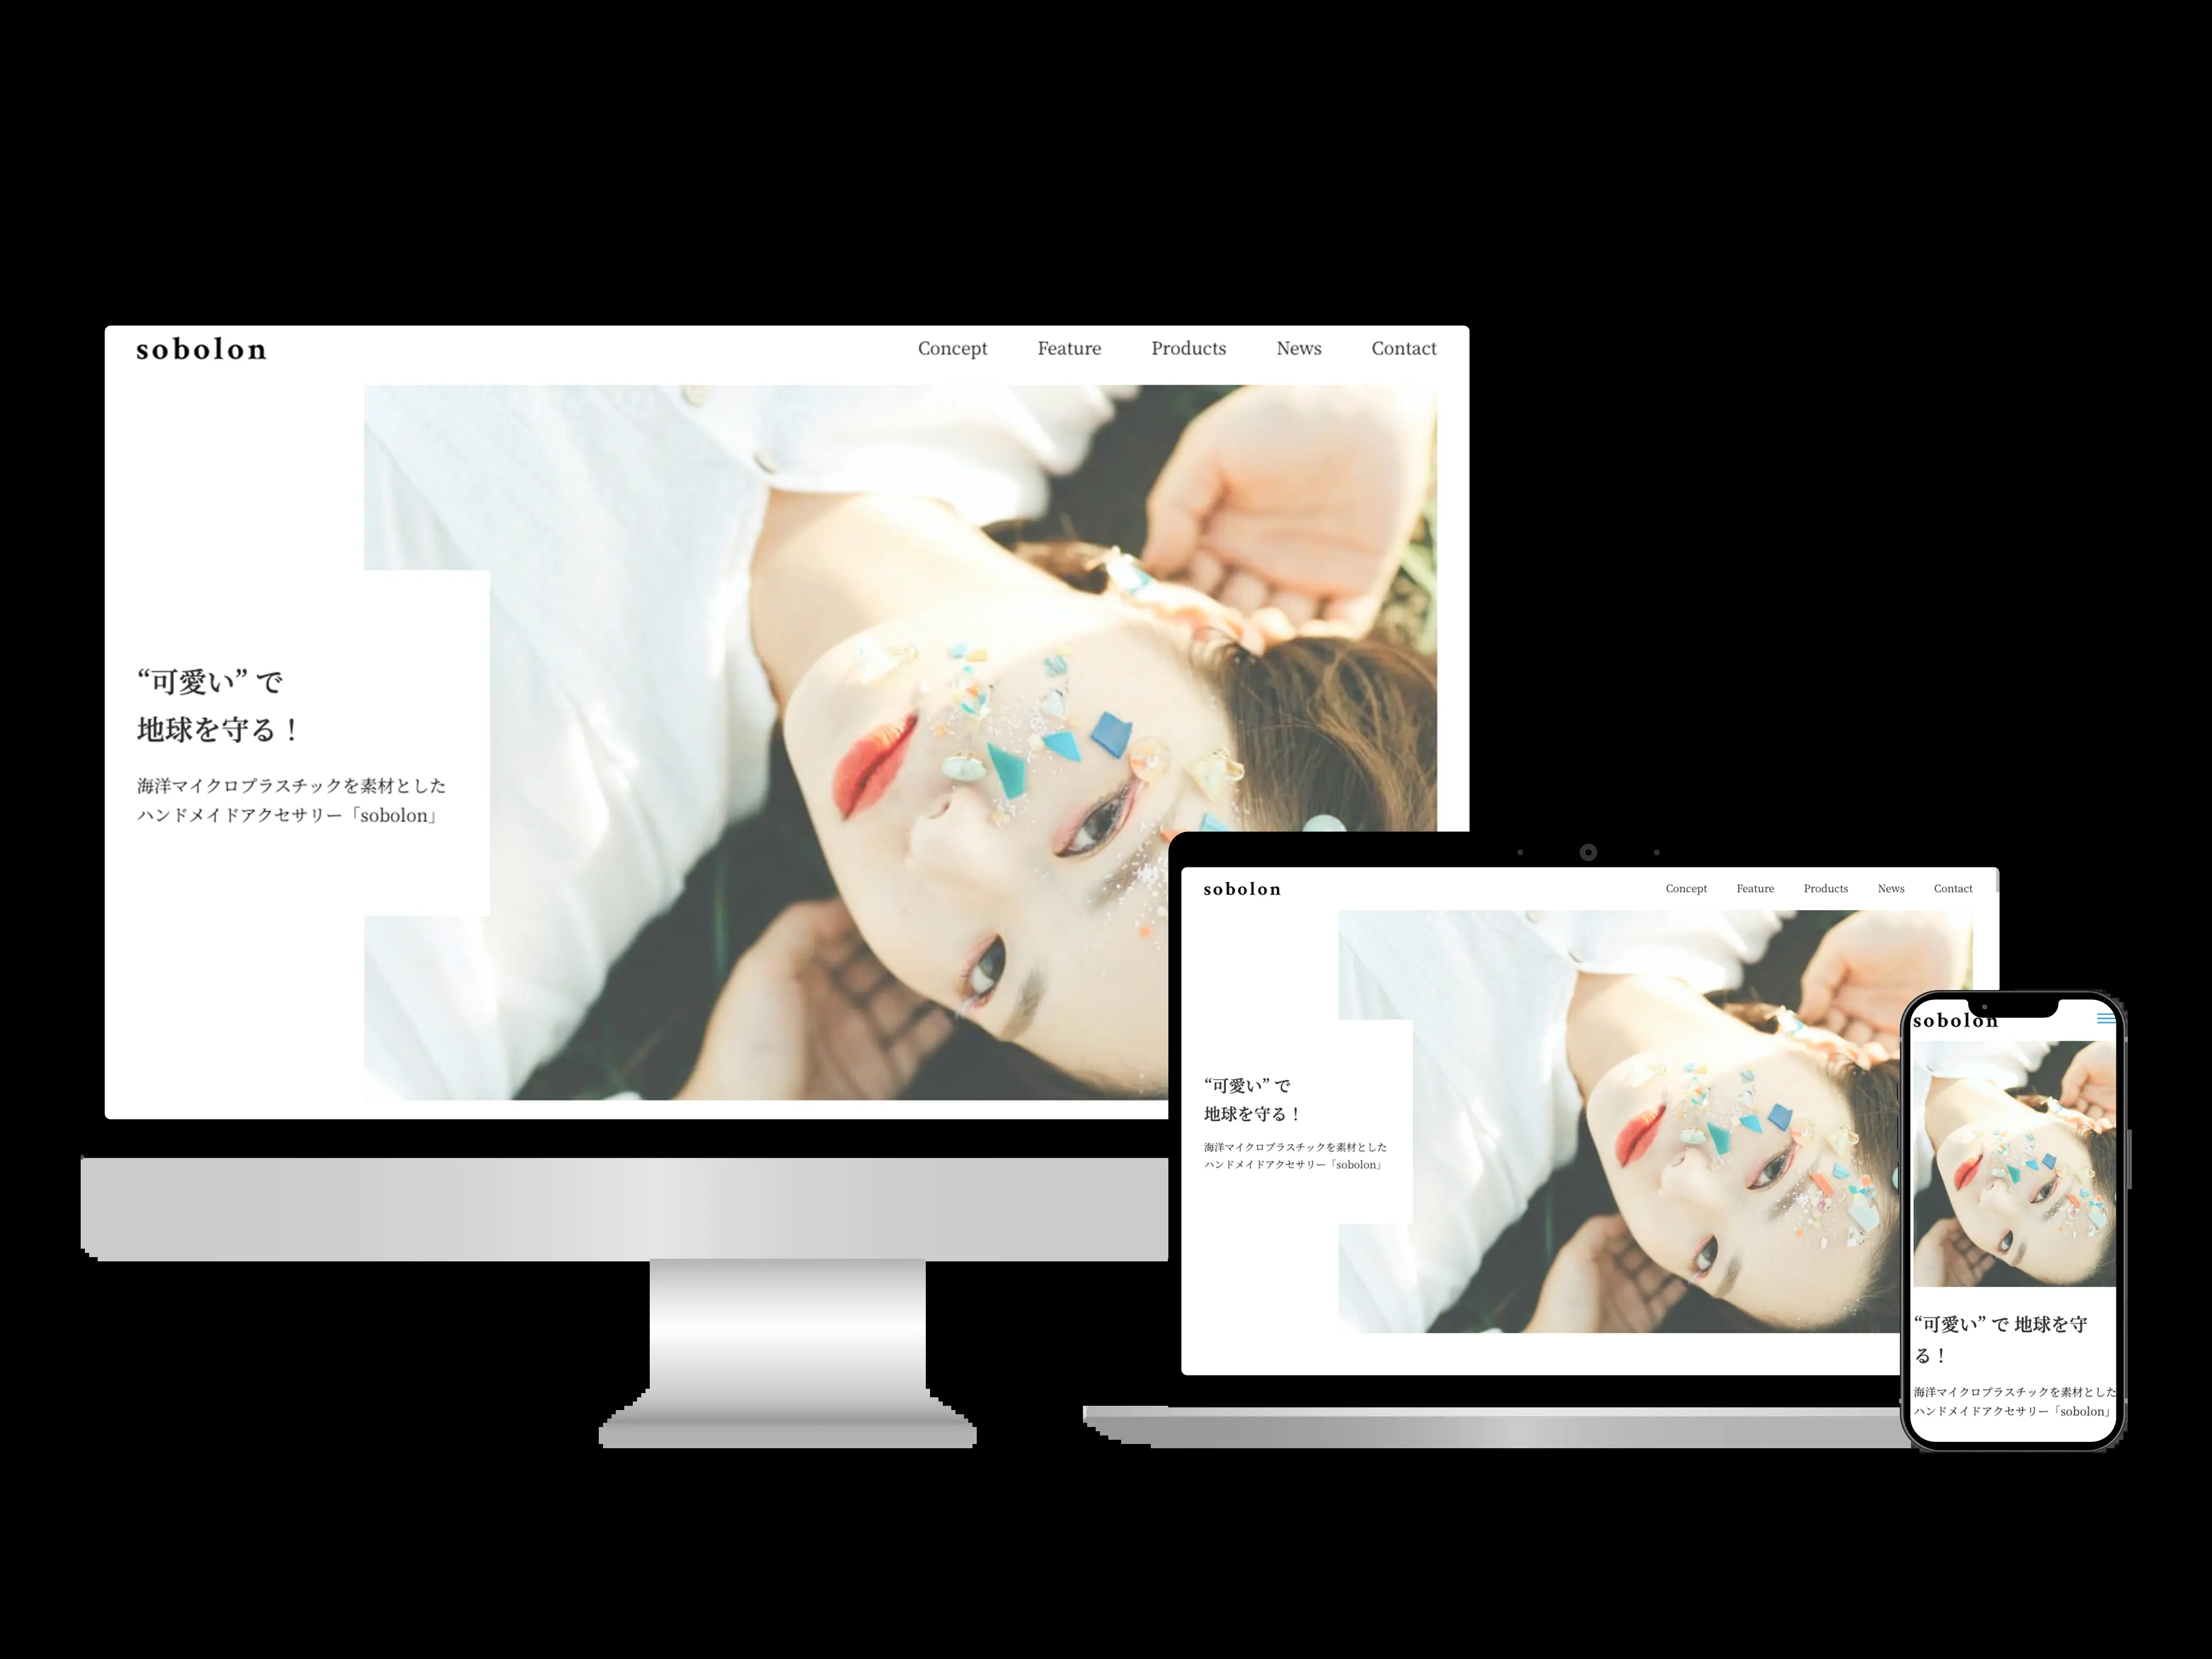 sobolon
Concept Feature Products News Contact
“可愛い” で
地球を守る！
海洋マイクロプラスチックを素材とした
ハンドメイドアクセサリー「sobolon」
sobolon
Concept Feature Products News Contact
“可愛い” で
地球を守る！
海洋マイクロプラスチックを素材とした
ハンドメイドアクセサリー「sobolon」
sobolon
“可愛い” で 地球を守
る！
海洋マイクロプラスチックを素材とした
ハンドメイドアクセサリー「sobolon」